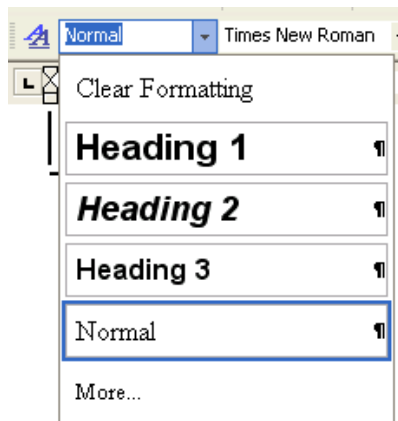 Normal Times New Roman
Clear Formatting
Heading 1 ¶
Heading 2 ¶
Heading 3 ¶
Normal ¶
More...